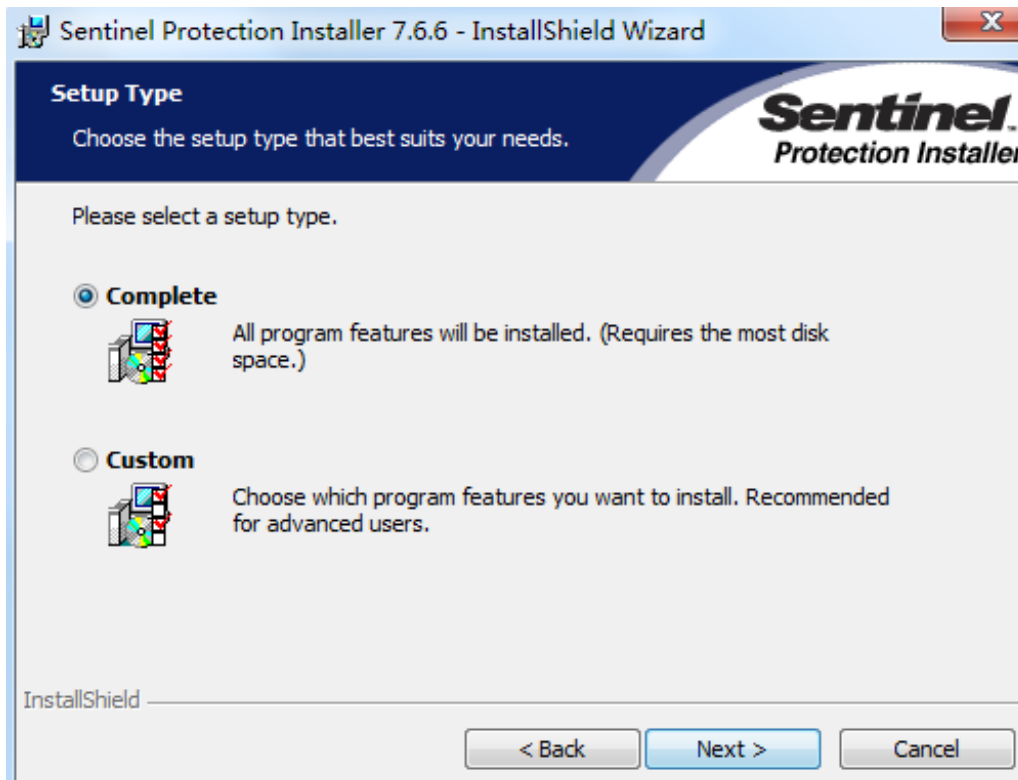 Sentinel Protection Installer 7.6.6 - InstallShield Wizard
X
Setup Type
Choose the setup type that best suits your needs.
Sentinel™
Protection Installer
Please select a setup type.
Complete
All program features will be installed. (Requires the most disk
space.)
Custom
Choose which program features you want to install. Recommended
for advanced users.
InstallShield
< Back
Next >
Cancel